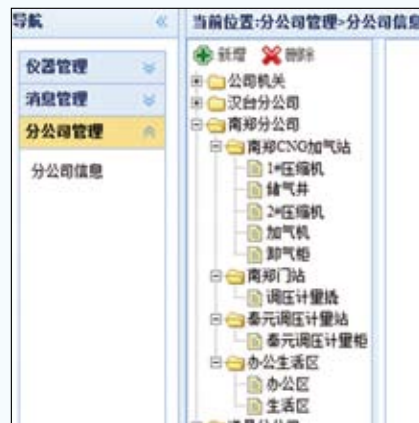 导航
仪器管理
消息管理
分公司管理
分公司信息
当前位置:分公司管理>分公司信息
新增 删除
公司机关
汉台分公司
南郑分公司
南郑CNG加气站
1#压缩机
储气井
2#压缩机
加气机
卸气柜
南郑门站
调压计量撬
秦元调压计量站
秦元调压计量柜
办公生活区
办公区
生活区